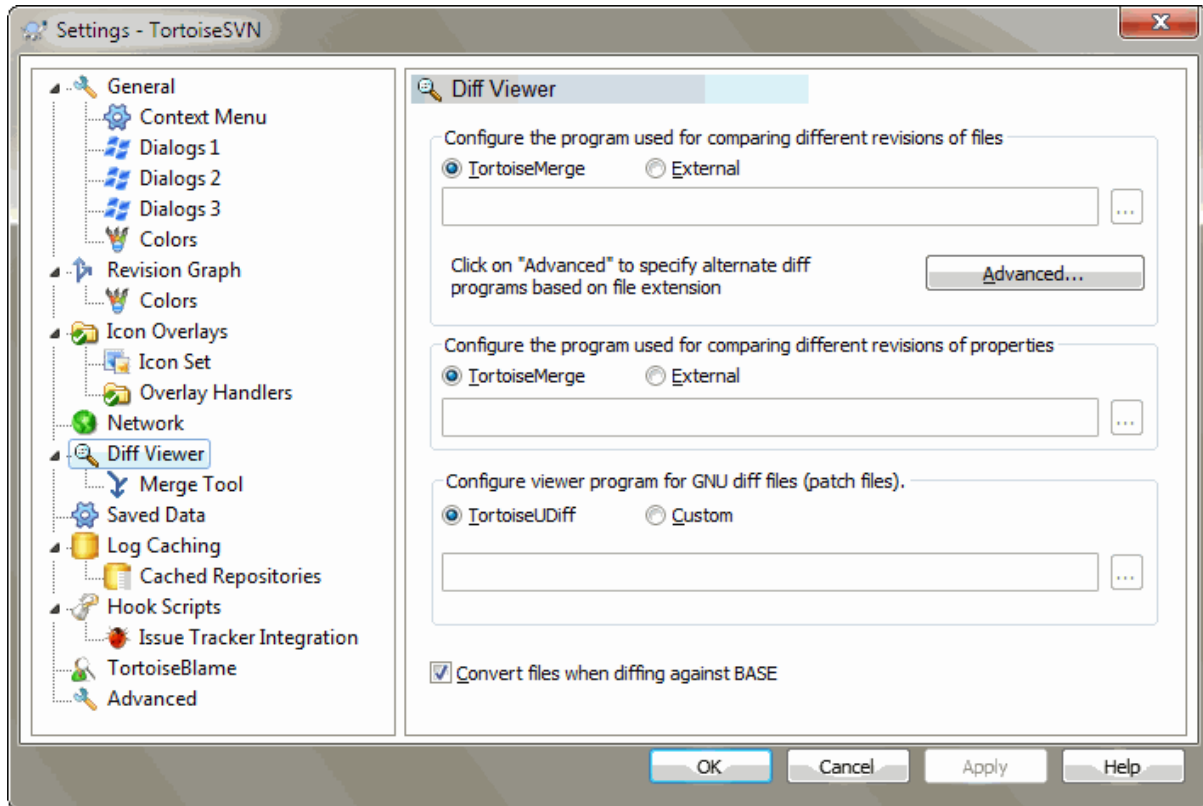 Settings - TortoiseSVN
General
Context Menu
Dialogs 1
Dialogs 2
Dialogs 3
Colors
Revision Graph
Colors
Icon Overlays
Icon Set
Overlay Handlers
Network
Diff Viewer
Merge Tool
Saved Data
Log Caching
Cached Repositories
Hook Scripts
Issue Tracker Integration
TortoiseBlame
Advanced
Diff Viewer
Configure the program used for comparing different revisions of files
TortoiseMerge External
...
Click on "Advanced" to specify alternate diff
programs based on file extension
Advanced...
Configure the program used for comparing different revisions of properties
TortoiseMerge External
...
Configure viewer program for GNU diff files (patch files).
TortoiseUDiff Custom
...
Convert files when diffing against BASE
OK Cancel Apply Help